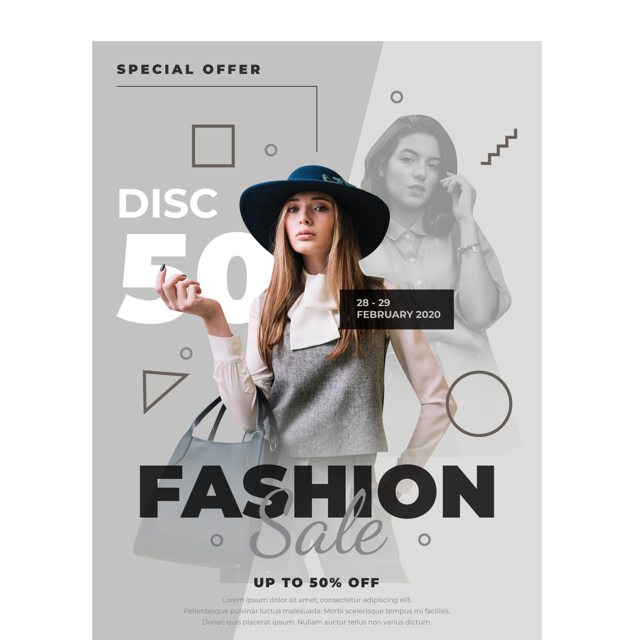 SPECIAL OFFER
DISC
50
28 - 29
FEBRUARY 2020
FASHION
Sale
UP TO 50% OFF
Lorem ipsum dolor sit amet, consectetur adipiscing elit.
Pellentesque pulvinar luctus malesuada. Morbi scelerisque tempus mi facilisis.
Donec quis placerat ipsum. Nullam auctor tellus non varius dictum.